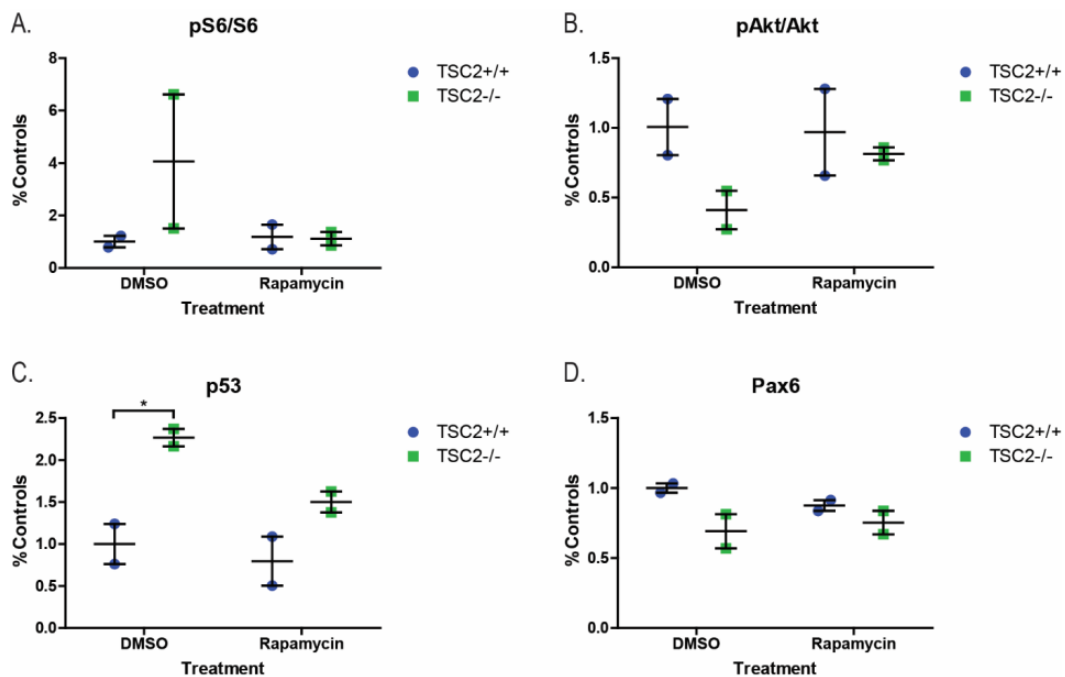 A.
pS6/S6
8
6
4
2
0
%Controls
DMSO
Rapamycin
Treatment
TSC2+/+
TSC2-/-
B.
pAkt/Akt
1.5
1.0
0.5
0.0
%Controls
DMSO
Rapamycin
Treatment
TSC2+/+
TSC2-/-
C.
p53
*
2.5
2.0
1.5
1.0
0.5
0.0
%Controls
DMSO
Rapamycin
Treatment
TSC2+/+
TSC2-/-
D.
Pax6
1.5
1.0
0.5
0.0
%Controls
DMSO
Rapamycin
Treatment
TSC2+/+
TSC2-/-